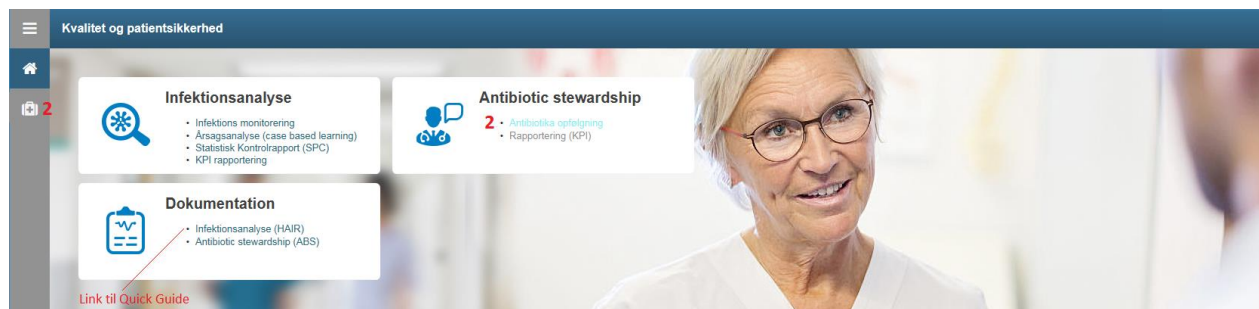 Kvalitet og patientsikkerhed
2
Infektionsanalyse
• Infektions monitorering
• Årsagsanalyse (case based learning)
• Statistisk Kontrolrapport (SPC)
• KPI rapportering
Antibiotic stewardship
2 • Antibiotika opfølgning
• Rapportering (KPI)
Dokumentation
• Infektionsanalyse (HAIR)
• Antibiotic stewardship (ABS)
Link til Quick Guide